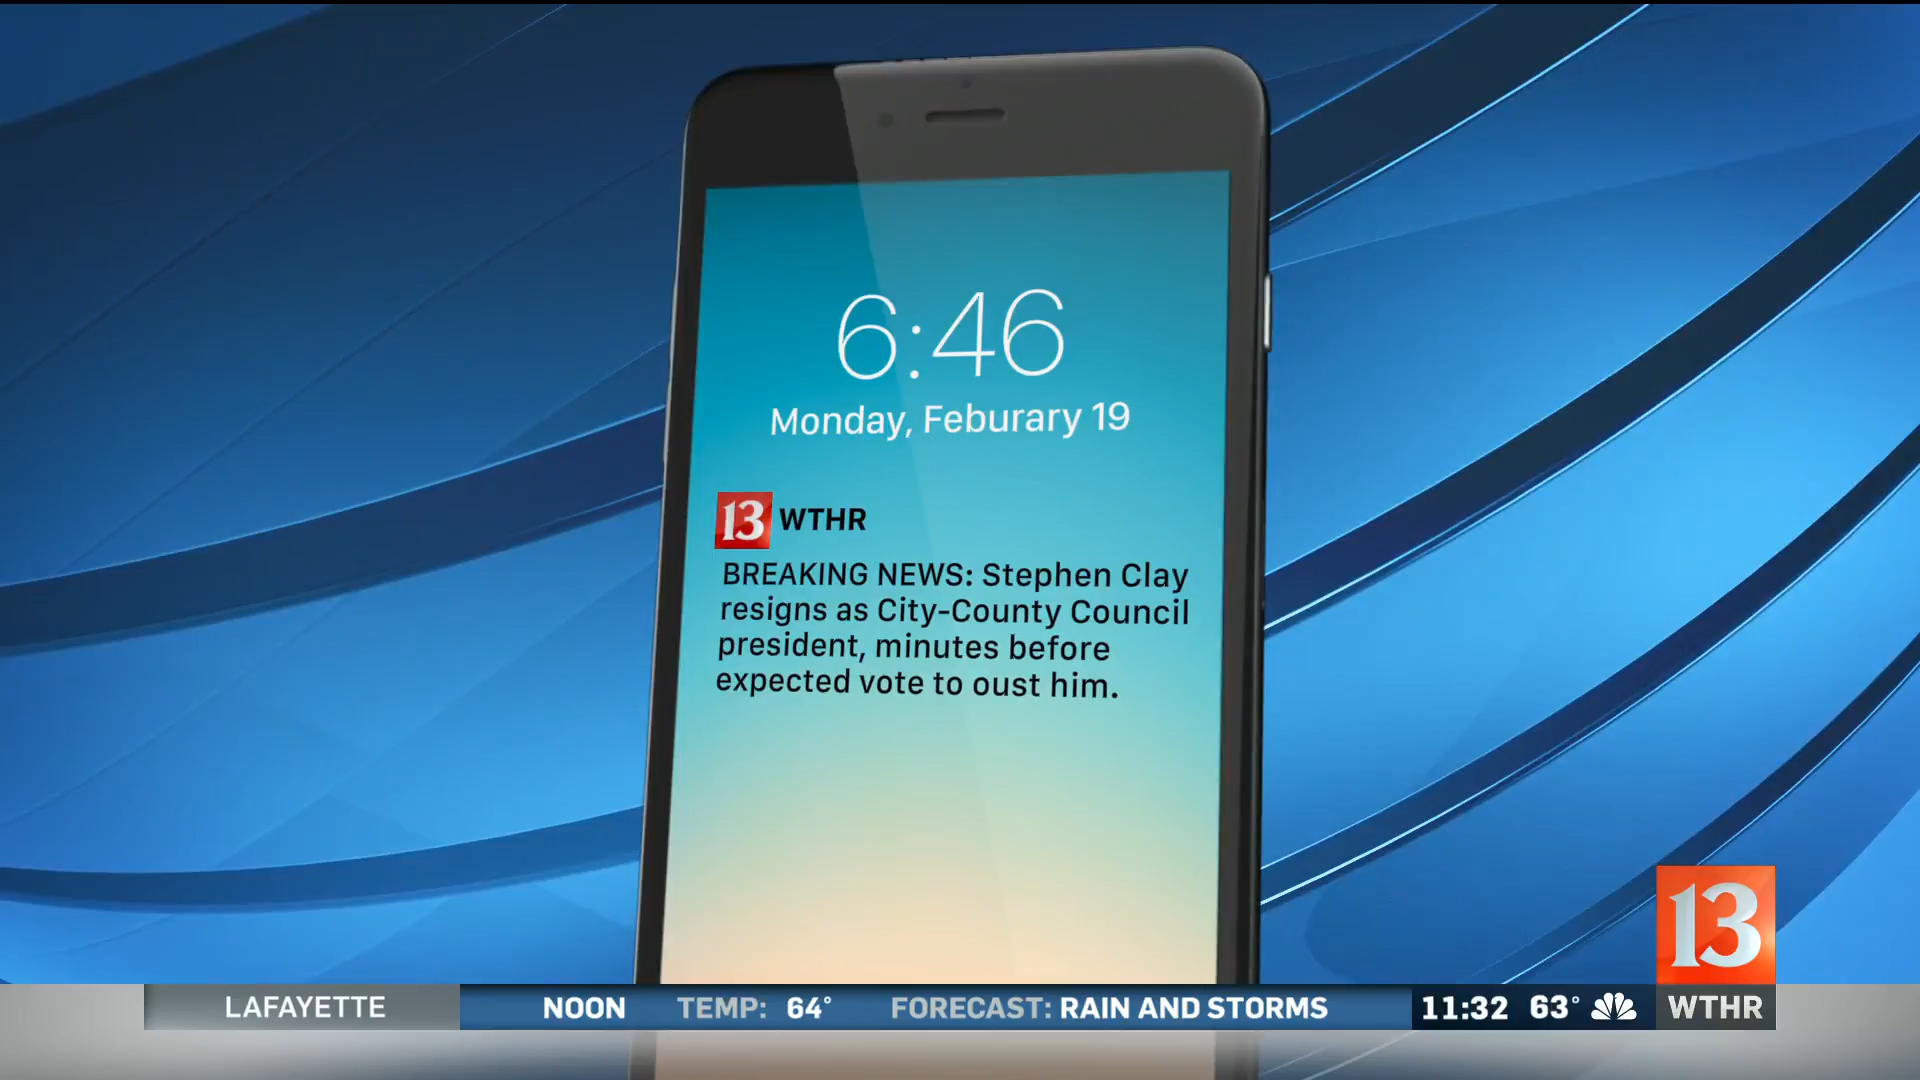 6:46
Monday, Feburary 19
13 WTHR
BREAKING NEWS: Stephen Clay
resigns as City-County Council
president, minutes before
expected vote to oust him.
13
LAFAYETTE NOON TEMP: 64° FORECAST: RAIN AND STORMS 11:32 63° WTHR